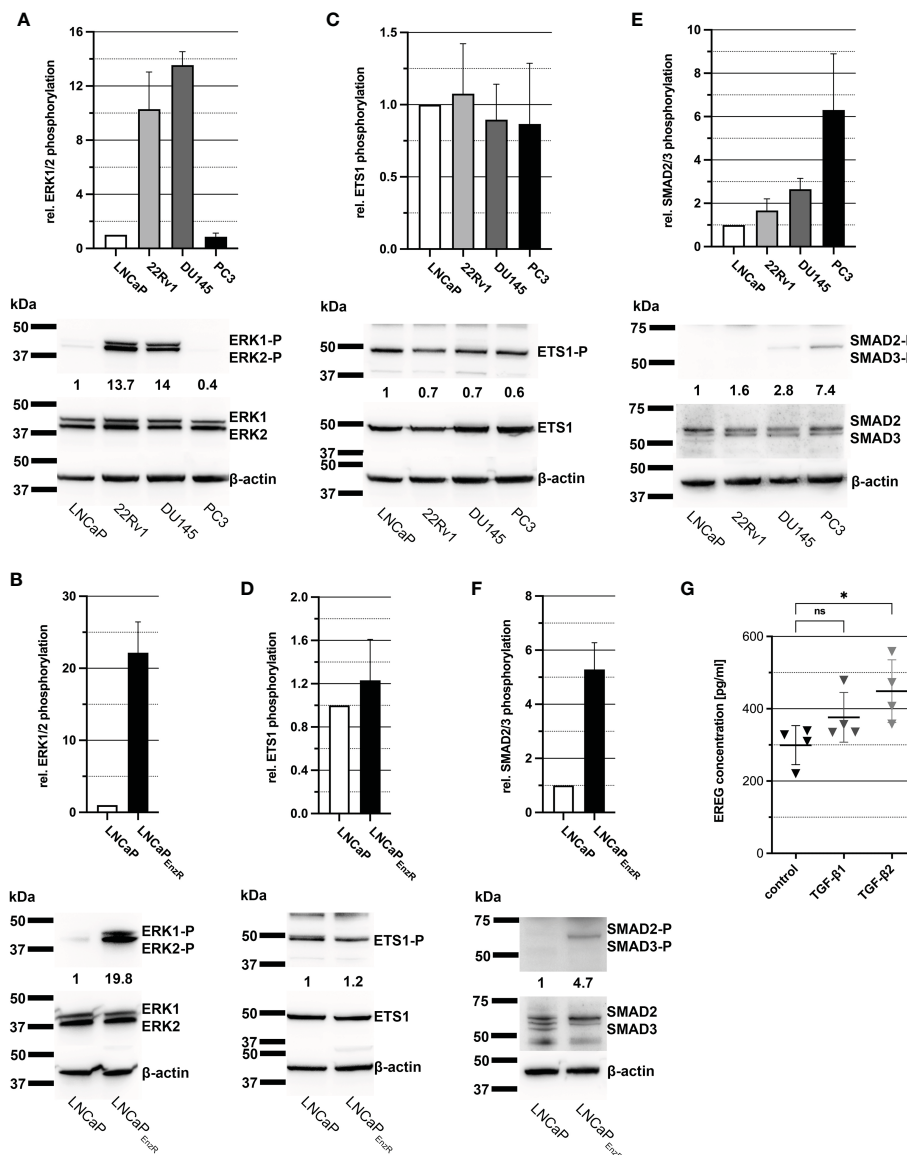 A
rel. ERK1/2 phosphorylation
16
12
8
4
0
LNCaP 22Rv1 DU145 PC3
kDa
50
37
ERK1-P
ERK2-P
1 13.7 14 0.4
50
37
ERK1
ERK2
50
37
β-actin
LNCaP 22Rv1 DU145 PC3
C
rel. ETS1 phosphorylation
1.5
1.0
0.5
0.0
LNCaP 22Rv1 DU145 PC3
kDa
50
37
ETS1-P
1 0.7 0.7 0.6
50
37
ETS1
50
37
β-actin
LNCaP 22Rv1 DU145 PC3
E
rel. SMAD2/3 phosphorylation
10
8
6
4
2
0
LNCaP 22Rv1 DU145 PC3
kDa
75
50
SMAD2-
SMAD3-
1 1.6 2.8 7.4
75
50
SMAD2
SMAD3
50
37
β-actin
LNCaP 22Rv1 DU145 PC3
B
rel. ERK1/2 phosphorylation
30
20
10
0
LNCaP LNCaP EnzR
kDa
50
37
ERK1-P
ERK2-P
1 19.8
50
37
ERK1
ERK2
50
37
β-actin
LNCaP LNCaP EnzR
D
rel. ETS1 phosphorylation
2.0
1.6
1.2
0.8
0.4
0.0
LNCaP LNCaP EnzR
kDa
50
37
ETS1-P
1 1.2
50
37
ETS1
50
37
β-actin
LNCaP LNCaP EnzR
F
rel. SMAD2/3 phosphorylation
8
6
4
2
0
LNCaP LNCaP EnzR
kDa
75
50
SMAD2-P
SMAD3-P
1 4.7
75
50
SMAD2
SMAD3
50
37
β-actin
LNCaP LNCaP EnzR
G
*
ns
EREG concentration [pg/ml]
600
400
200
0
control TGF-β1 TGF-β2